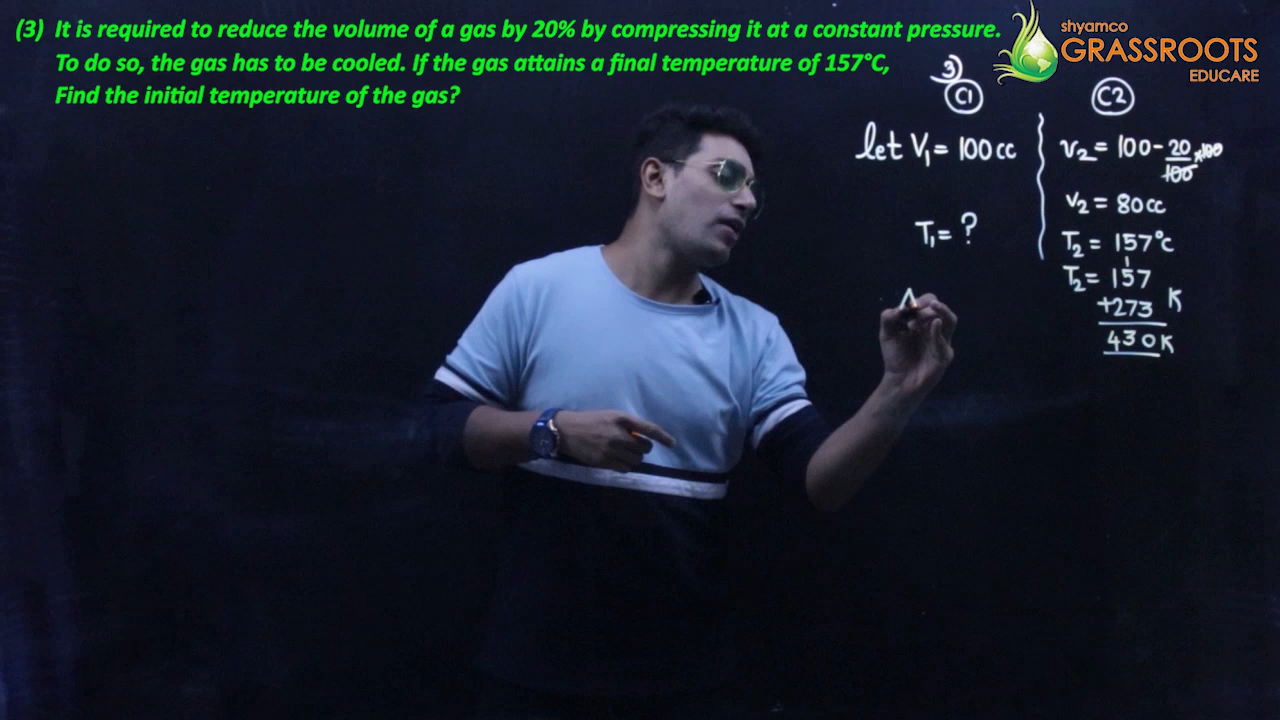 (3) It is required to reduce the volume of a gas by 20% by compressing it at a constant pressure.
To do so, the gas has to be cooled. If the gas attains a final temperature of 157°C,
Find the initial temperature of the gas?
shyamco
GRASSROOTS
EDUCARE
3)
C1
let V₁ = 100 cc
T₁ = ?
A
C2
V₂ = 100 - 20/100 × 100
V₂ = 80 cc
T₂ = 157°C
1
T₂ = 157
+273 K
430 K